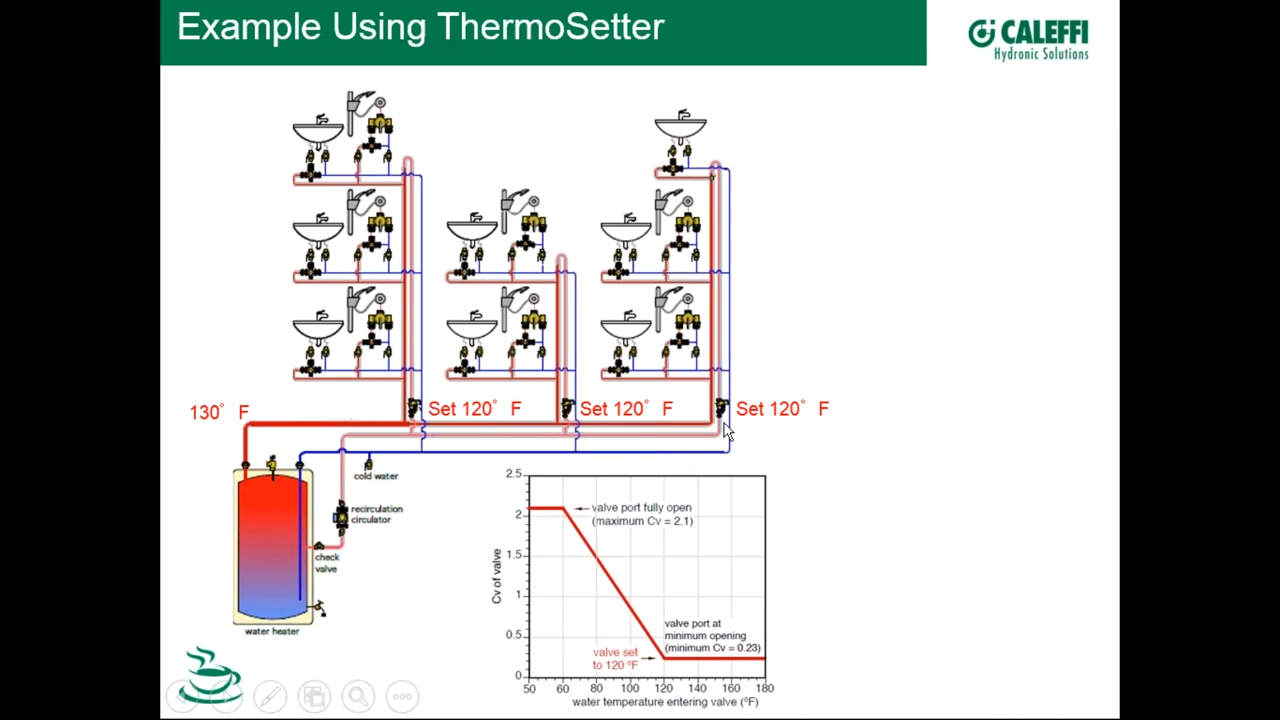 Example Using ThermoSetter
CALEFFI
Hydronic Solutions
130° F
Set 120° F
Set 120° F
Set 120° F
cold water
recirculation
circulator
check
valve
water heater
2.5
2
1.5
1
0.5
0
Cv of valve
valve port fully open
(maximum Cv = 2.1)
valve port at
minimum opening
(minimum Cv = 0.23)
valve set
to 120 ºF
50 60 80 100 120 140 160 180
water temperature entering valve (ºF)